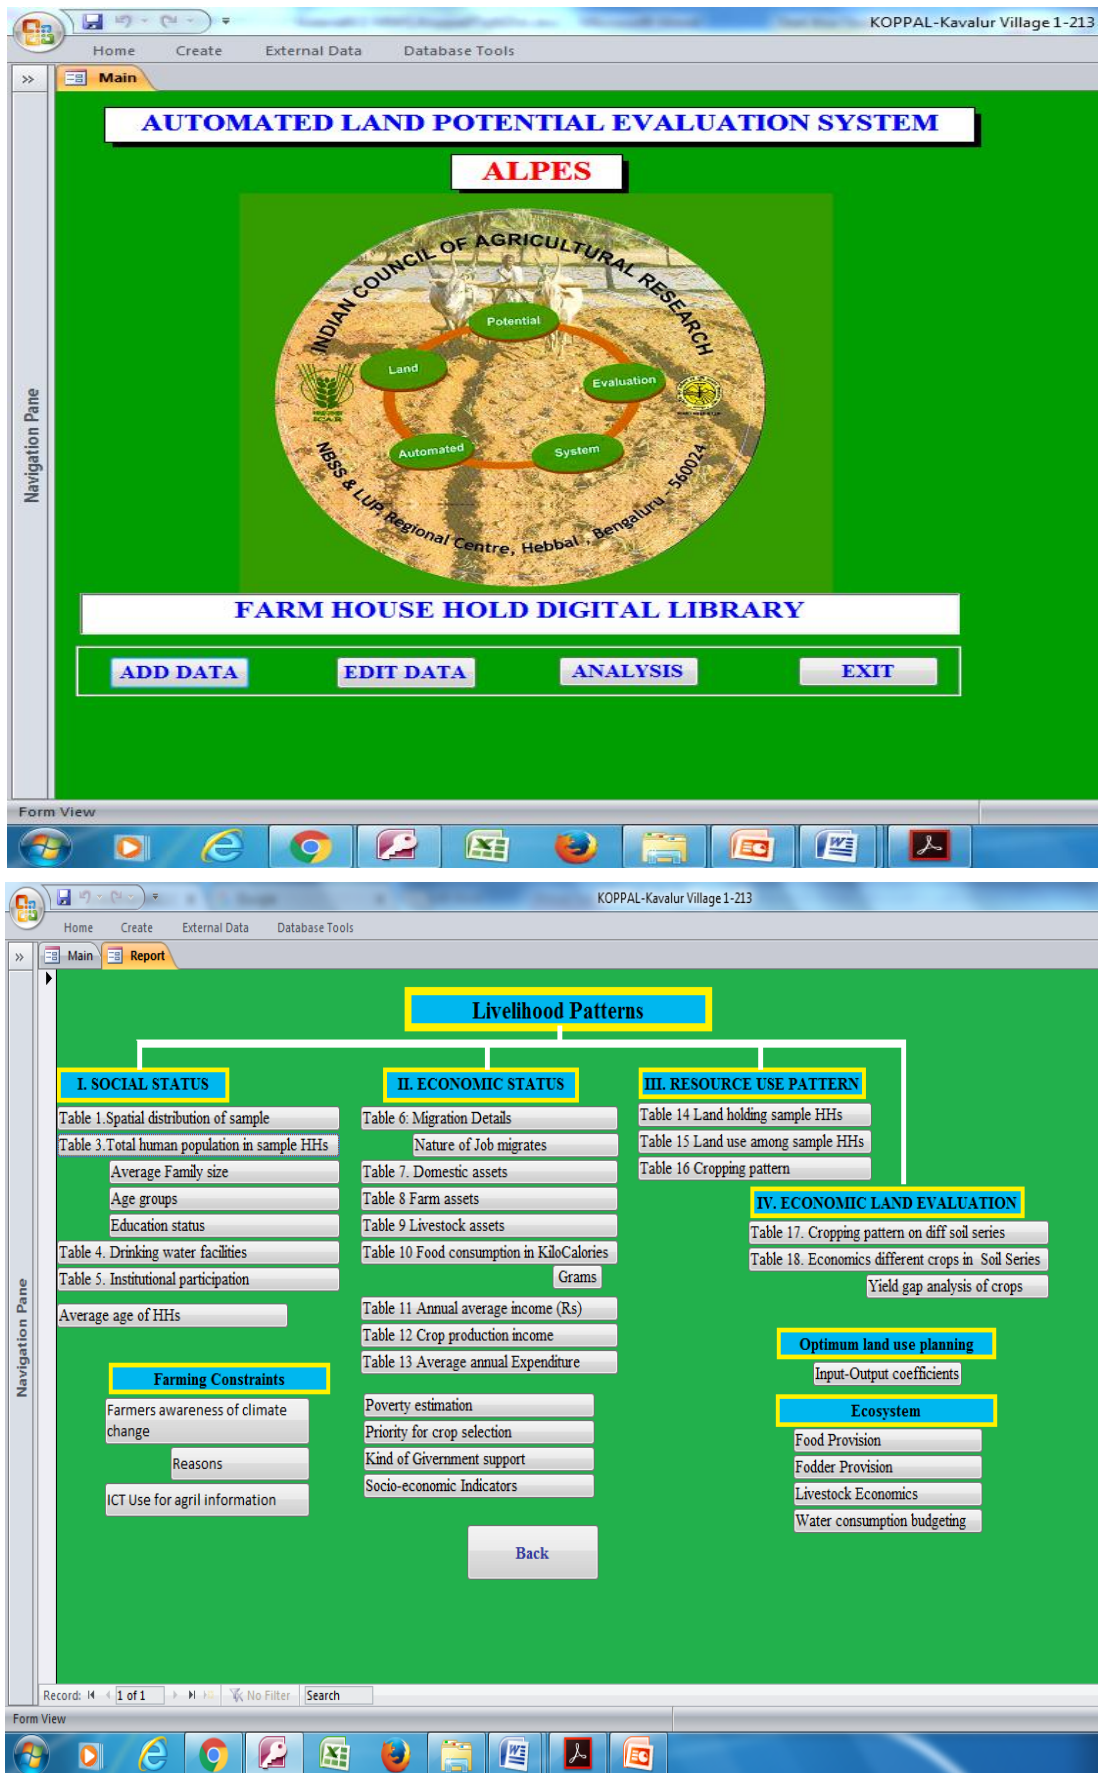 KOPPAL-Kavalur Village 1-213
Home Create External Data Database Tools
Main
AUTOMATED LAND POTENTIAL EVALUATION SYSTEM
ALPES
INDIAN COUNCIL OF AGRICULTURAL RESEARCH
Potential
Land
Evaluation
ICAR
Automated
System
NBSS & LUP, Regional Centre, Hebbal , Bengaluru - 560024
Navigation Pane
FARM HOUSE HOLD DIGITAL LIBRARY
ADD DATA EDIT DATA ANALYSIS EXIT
Form View
KOPPAL-Kavalur Village 1-213
Home Create External Data Database Tools
Main Report
Livelihood Patterns
I. SOCIAL STATUS
Table 1.Spatial distribution of sample
Table 3.Total human population in sample HHs
Average Family size
Age groups
Education status
Table 4. Drinking water facilities
Table 5. Institutional participation
Average age of HHs
Farming Constraints
Farmers awareness of climate
change
Reasons
ICT Use for agril information
II. ECONOMIC STATUS
Table 6: Migration Details
Nature of Job migrates
Table 7. Domestic assets
Table 8 Farm assets
Table 9 Livestock assets
Table 10 Food consumption in KiloCalories
Grams
Table 11 Annual average income (Rs)
Table 12 Crop production income
Table 13 Average annual Expenditure
Poverty estimation
Priority for crop selection
Kind of Givernment support
Socio-economic Indicators
Back
III. RESOURCE USE PATTERN
Table 14 Land holding sample HHs
Table 15 Land use among sample HHs
Table 16 Cropping pattern
IV. ECONOMIC LAND EVALUATION
Table 17. Cropping pattern on diff soil series
Table 18. Economics different crops in Soil Series
Yield gap analysis of crops
Optimum land use planning
Input-Output coefficients
Ecosystem
Food Provision
Fodder Provision
Livestock Economics
Water consumption budgeting
Navigation Pane
Record: 1 of 1 No Filter Search
Form View